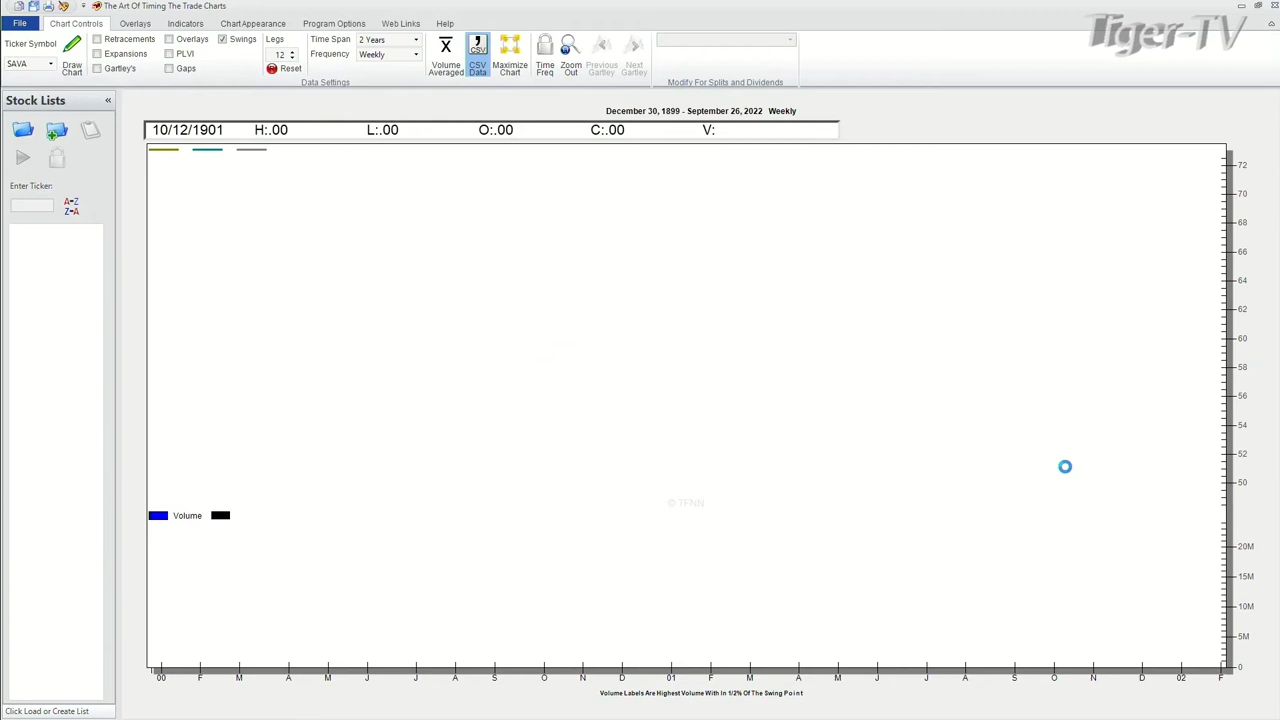 The Art Of Timing The Trade Charts
Tiger-TV
File Chart Controls Overlays Indicators Chart Appearance Program Options Web Links Help
Ticker Symbol
SAVA
Draw Chart
Retracements Overlays Swings
Expansions PLVI
Gartley's Gaps
Legs
12
Reset
Time Span 2 Years
Frequency Weekly
Data Settings
Volume Averaged
CSV
CSV Data
Maximize Chart
Time Freq
Zoom Out
Previous Gartley
Next Gartley
Modify For Splits and Dividends
Stock Lists «
Enter Ticker:
A-Z
Z-A
Click Load or Create List
December 30, 1899 - September 26, 2022 Weekly
10/12/1901 H:.00 L:.00 O:.00 C:.00 V:
72
70
68
66
64
62
60
58
56
54
52
50
© TFNN
Volume
20M
15M
10M
5M
0
00 F M A M J J A S O N D 01 F M A M J J A S O N D 02 F
Volume Labels Are Highest Volume With In 1/2% Of The Swing Point